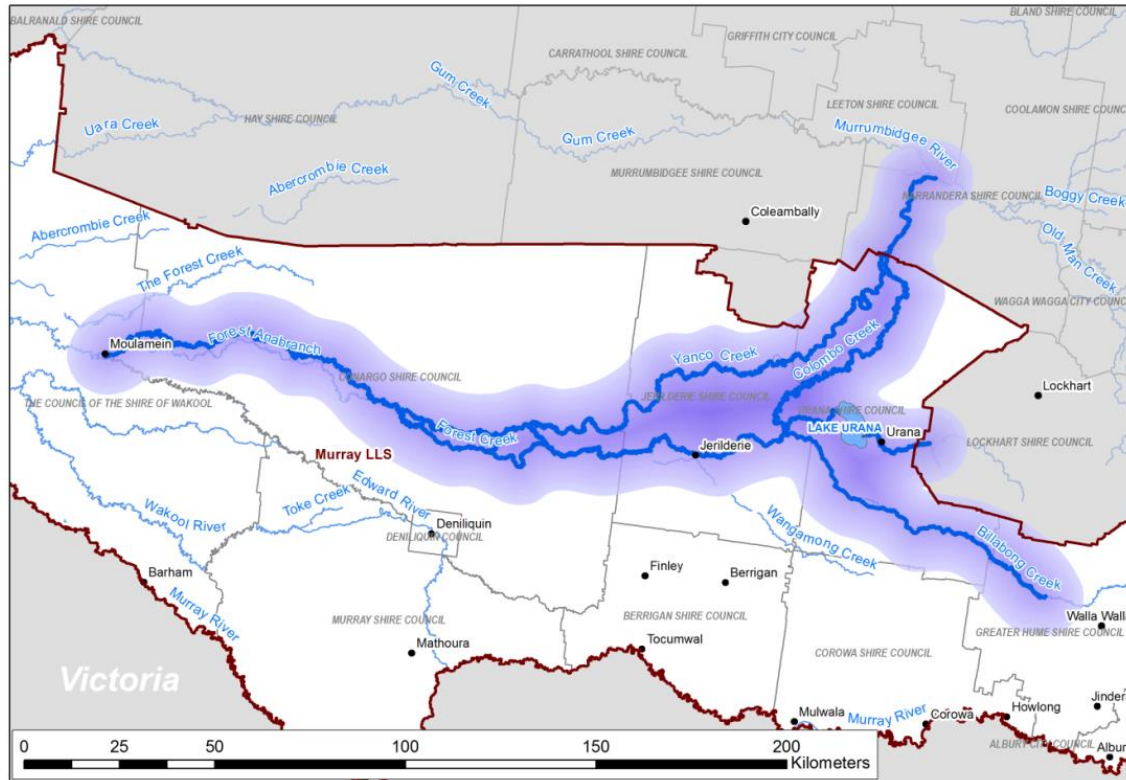 BALRANALD SHIRE COUNCIL
BLAND SHIRE COUNCIL
GRIFFITH CITY COUNCIL
CARRATHOOL SHIRE COUNCIL
Gum Creek
LEETON SHIRE COUNCIL
COOLAMON SHIRE COUNC
Uara Creek
HAY SHIRE COUNCIL
Gum Creek
Murrumbidgee River
MURRUMBIDGEE SHIRE COUNCIL
Abercrombie Creek
NARRANDERA SHIRE COUNCIL
Boggy Creek
Coleambally
Abercrombie Creek
Old Man Creek
The Forest Creek
WAGGA WAGGA CITY COUNC
Moulamein
Forest Anabranch
Yanco Creek
Colombo Creek
CONARGO SHIRE COUNCIL
Lockhart
THE COUNCIL OF THE SHIRE OF WAKOOL
JERILDERIE SHIRE COUNCIL
URANA SHIRE COUNCIL
LAKE URANA
Urana
Forest Creek
LOCKHART SHIRE COUNCIL
Murray LLS
Jerilderie
Edward River
Toke Creek
Wakool River
Deniliquin
DENILIQUIN COUNCIL
Wangamong Creek
Billabong Creek
Barham
Finley
Berrigan
Murray River
MURRAY SHIRE COUNCIL
BERRIGAN SHIRE COUNCIL
Walla Walla
GREATER HUME SHIRE COUNCIL
Mathoura
Tocumwal
COROWA SHIRE COUNCIL
Victoria
Mulwala
Murray River
Corowa
Howlong
Jindera
ALBURY CITY COUNCIL
Albur
0 25 50 100 150 200
Kilometers